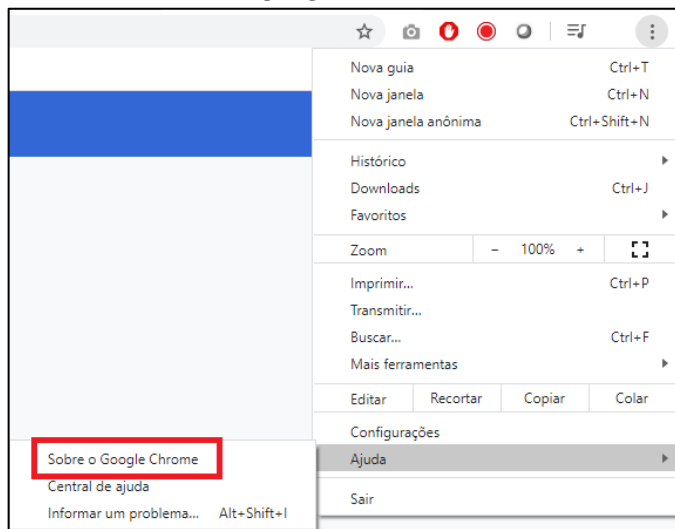 Nova guia Ctrl+T
Nova janela Ctrl+N
Nova janela anônima Ctrl+Shift+N
Histórico
Downloads Ctrl+J
Favoritos
Zoom - 100% +
Imprimir... Ctrl+P
Transmitir...
Buscar... Ctrl+F
Mais ferramentas
Editar Recortar Copiar Colar
Configurações
Ajuda
Sair
Sobre o Google Chrome
Central de ajuda
Informar um problema... Alt+Shift+I